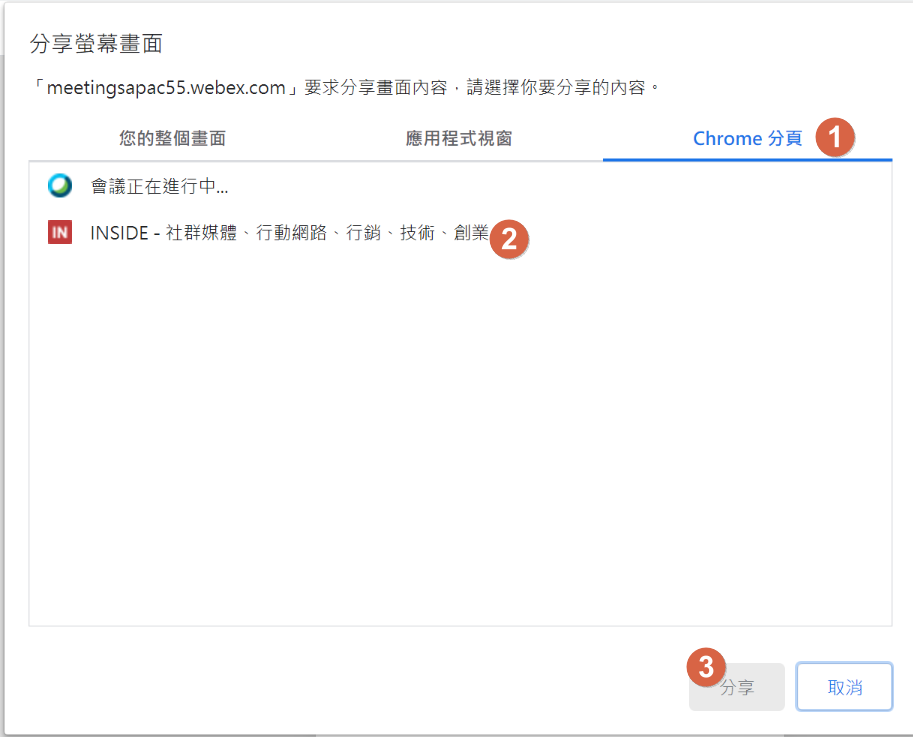 分享螢幕畫面
「meetingsapac55.webex.com」要求分享畫面內容，請選擇你要分享的內容。
您的整個畫面
應用程式視窗
Chrome 分頁
1
會議正在進行中...
IN
INSIDE - 社群媒體、行動網路、行銷、技術、創業
2
3
分享
取消